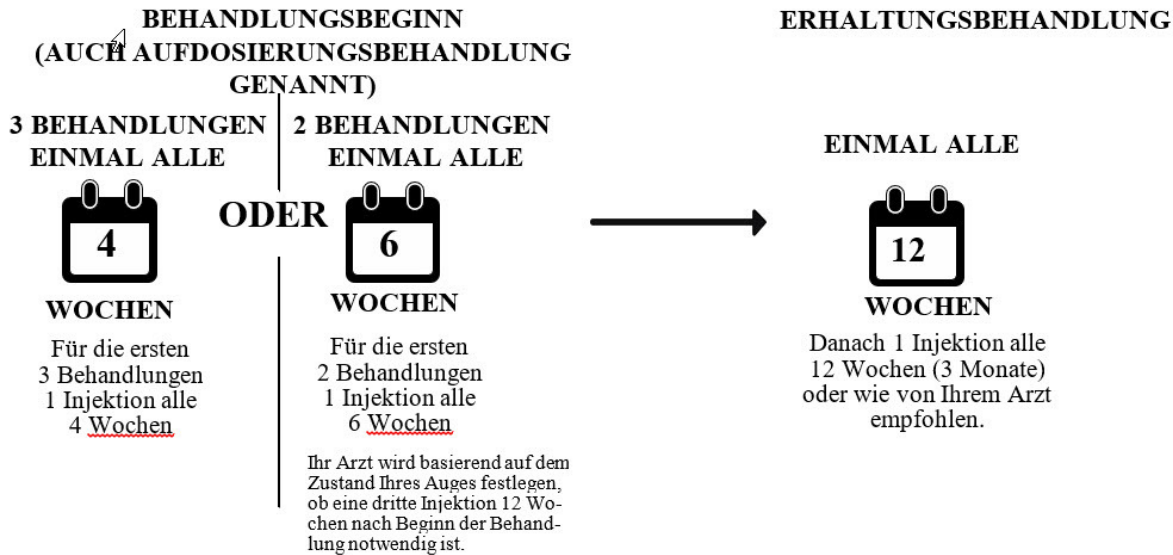 BEHANDLUNGSBEGINN
(AUCH AUFDOSIERUNGSBEHANDLUNG
GENANNT)
3 BEHANDLUNGEN
EINMAL ALLE
4
WOCHEN
Für die ersten
3 Behandlungen
1 Injektion alle
4 Wochen
ODER
2 BEHANDLUNGEN
EINMAL ALLE
6
WOCHEN
Für die ersten
2 Behandlungen
1 Injektion alle
6 Wochen
Ihr Arzt wird basierend auf dem
Zustand Ihres Auges festlegen,
ob eine dritte Injektion 12 Wo-
chen nach Beginn der Behand-
lung notwendig ist.
ERHALTUNGSBEHANDLUNG
EINMAL ALLE
12
WOCHEN
Danach 1 Injektion alle
12 Wochen (3 Monate)
oder wie von Ihrem Arzt
empfohlen.